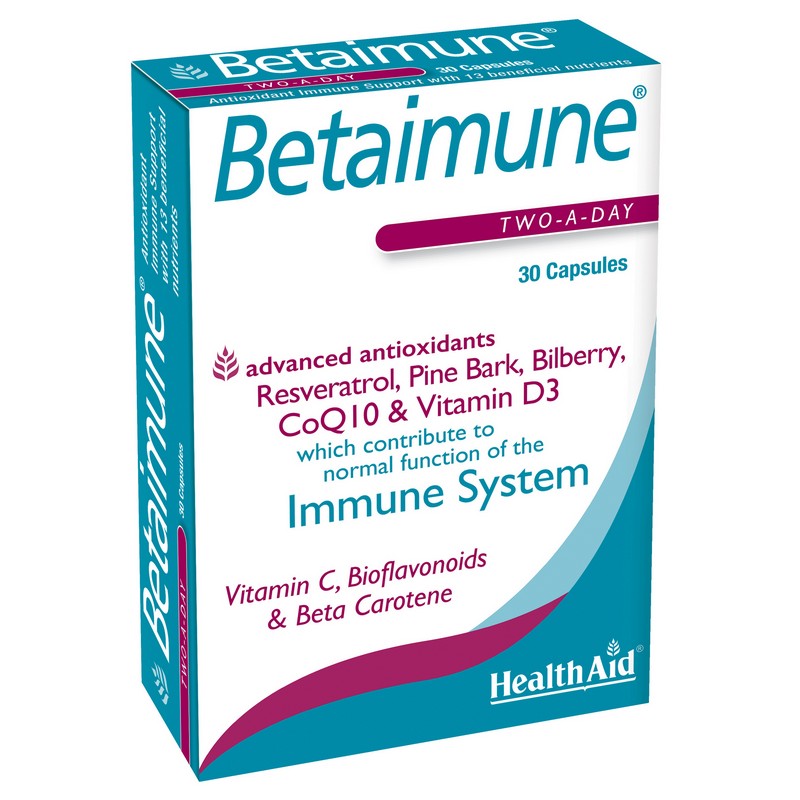 Betaimune®
TWO-A-DAY
30 Capsules
Antioxidant Immune Support with 13 beneficial nutrients
Betaimune®
TWO-A-DAY
30 Capsules
advanced antioxidants
Resveratrol, Pine Bark, Bilberry,
CoQ10 & Vitamin D3
which contribute to
normal function of the
Immune System
Vitamin C, Bioflavonoids
& Beta Carotene
HealthAid®
Betaimune®
Antioxidant
Immune Support
with 13 beneficial
nutrients
TWO-A-DAY
30 Capsules